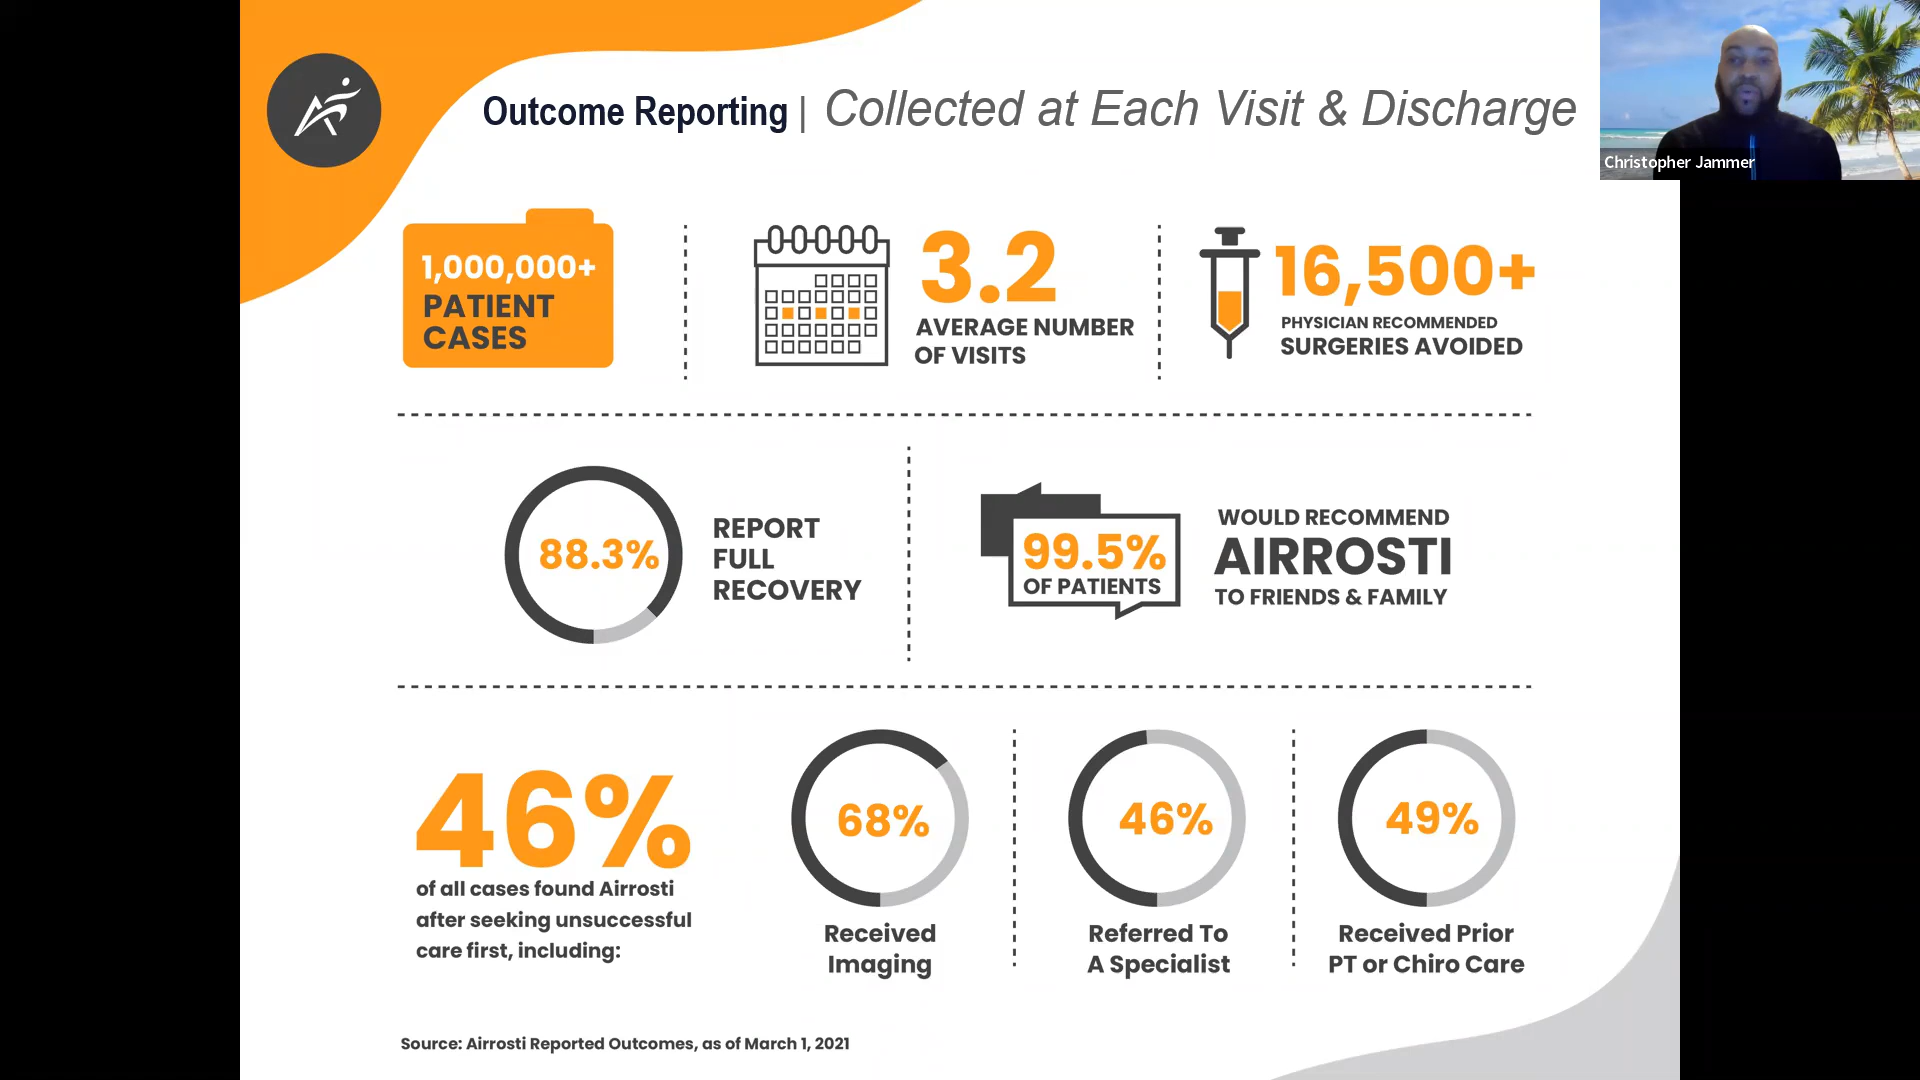 Outcome Reporting | Collected at Each Visit & Discharge
Christopher Jammer
1,000,000+
PATIENT
CASES
3.2
AVERAGE NUMBER
OF VISITS
16,500+
PHYSICIAN RECOMMENDED
SURGERIES AVOIDED
88.3%
REPORT
FULL
RECOVERY
99.5%
OF PATIENTS
WOULD RECOMMEND
AIRROSTI
TO FRIENDS & FAMILY
46%
of all cases found Airrosti
after seeking unsuccessful
care first, including:
68%
Received
Imaging
46%
Referred To
A Specialist
49%
Received Prior
PT or Chiro Care
Source: Airrosti Reported Outcomes, as of March 1, 2021